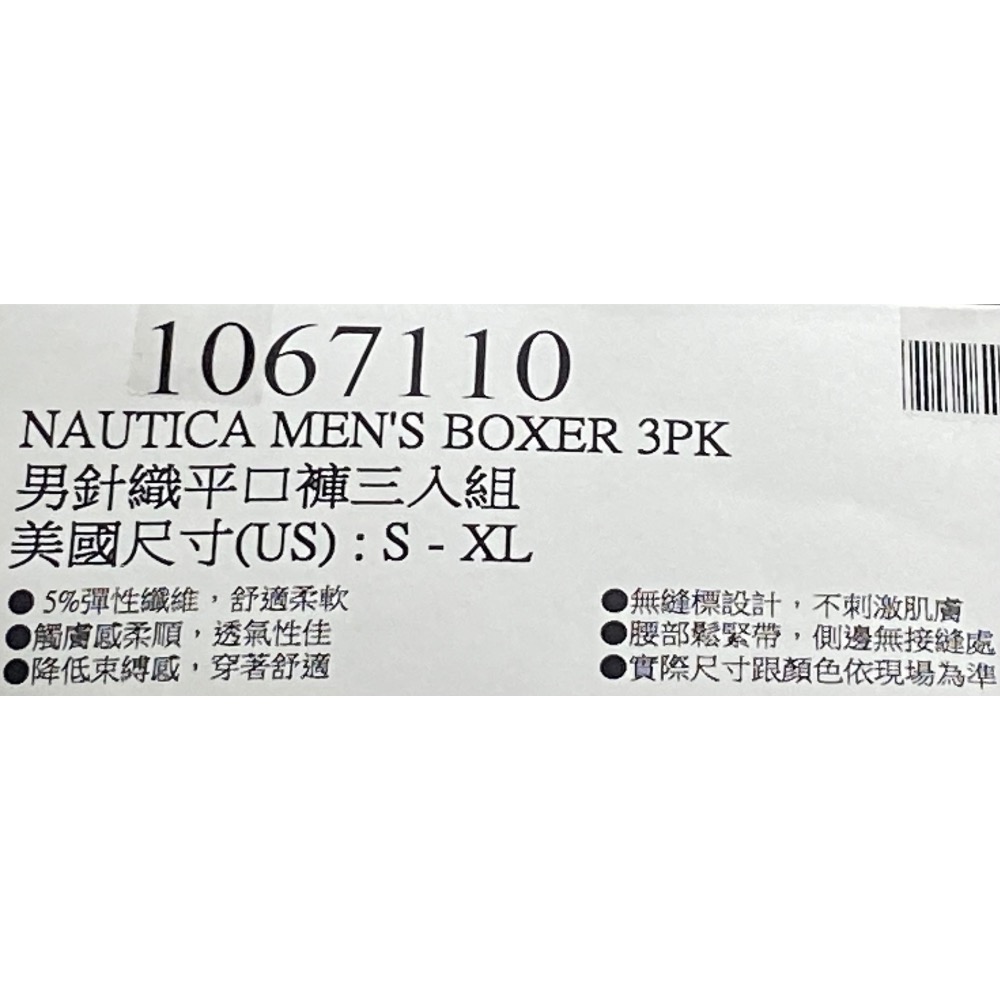 1067110
NAUTICA MEN'S BOXER 3PK
男針織平口褲三入組
美國尺寸(US) : S - XL
● 5%彈性纖維，舒適柔軟
●觸膚感柔順，透氣性佳
●降低束縛感，穿著舒適
●無縫標設計，不刺激肌膚
●腰部鬆緊帶，側邊無接縫處
●實際尺寸跟顏色依現場為準